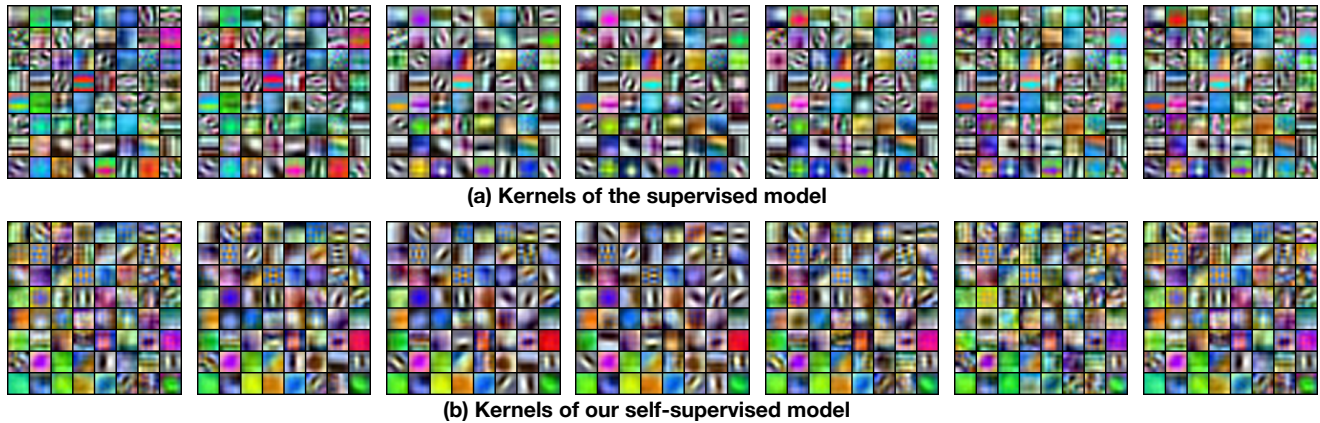 (a) Kernels of the supervised model
(b) Kernels of our self-supervised model